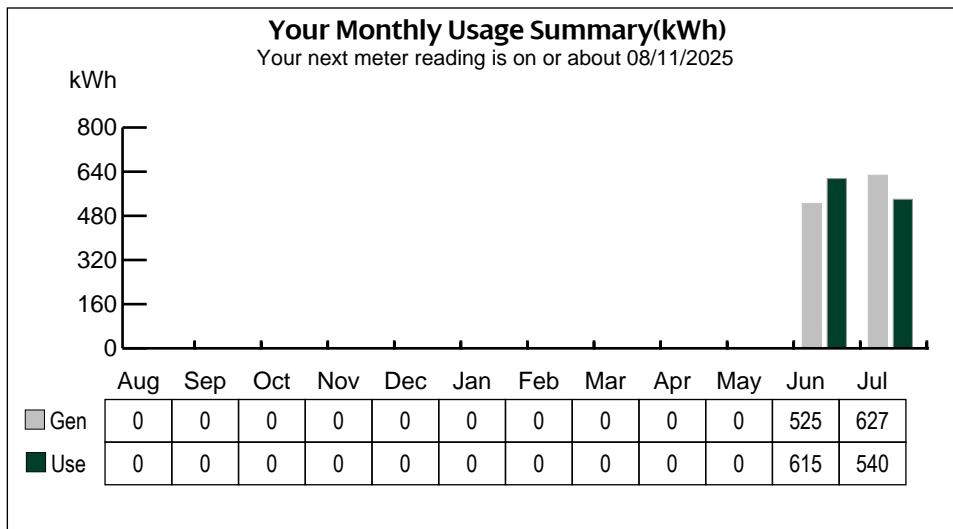 Your Monthly Usage Summary(kWh)
Your next meter reading is on or about 08/11/2025
kWh
800
640
480
320
160
0
Aug Sep Oct Nov Dec Jan Feb Mar Apr May Jun Jul
Gen 0 0 0 0 0 0 0 0 0 0 525 627
Use 0 0 0 0 0 0 0 0 0 0 615 540